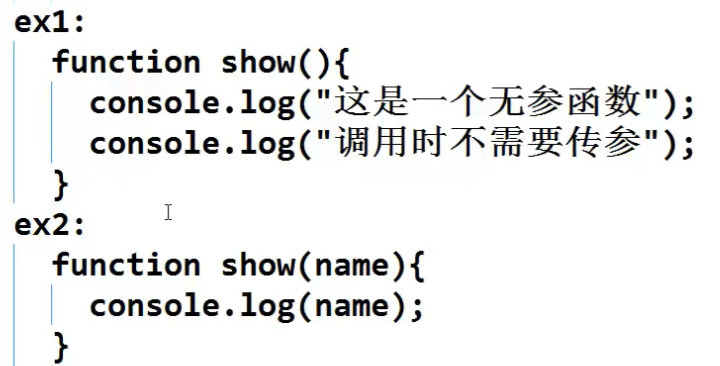 ex1:
function show(){
console.log("这是一个无参函数");
console.log("调用时不需要传参");
}
ex2:
function show(name){
console.log(name);
}